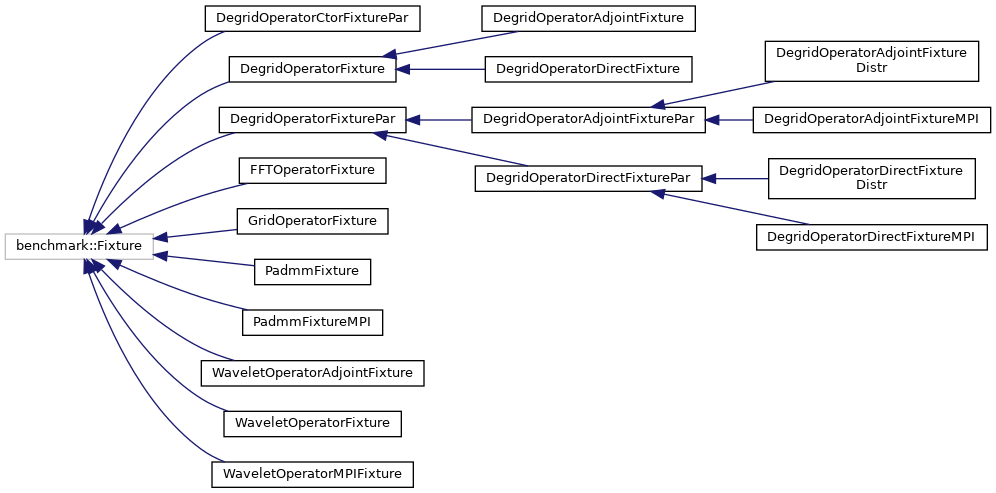 DegridOperatorCtorFixturePar
DegridOperatorAdjointFixture
DegridOperatorFixture
DegridOperatorDirectFixture
DegridOperatorAdjointFixture
Distr
DegridOperatorFixturePar
DegridOperatorAdjointFixturePar
DegridOperatorAdjointFixtureMPI
FFTOperatorFixture
DegridOperatorDirectFixturePar
DegridOperatorDirectFixture
Distr
GridOperatorFixture
DegridOperatorDirectFixtureMPI
benchmark::Fixture
PadmmFixture
PadmmFixtureMPI
WaveletOperatorAdjointFixture
WaveletOperatorFixture
WaveletOperatorMPIFixture